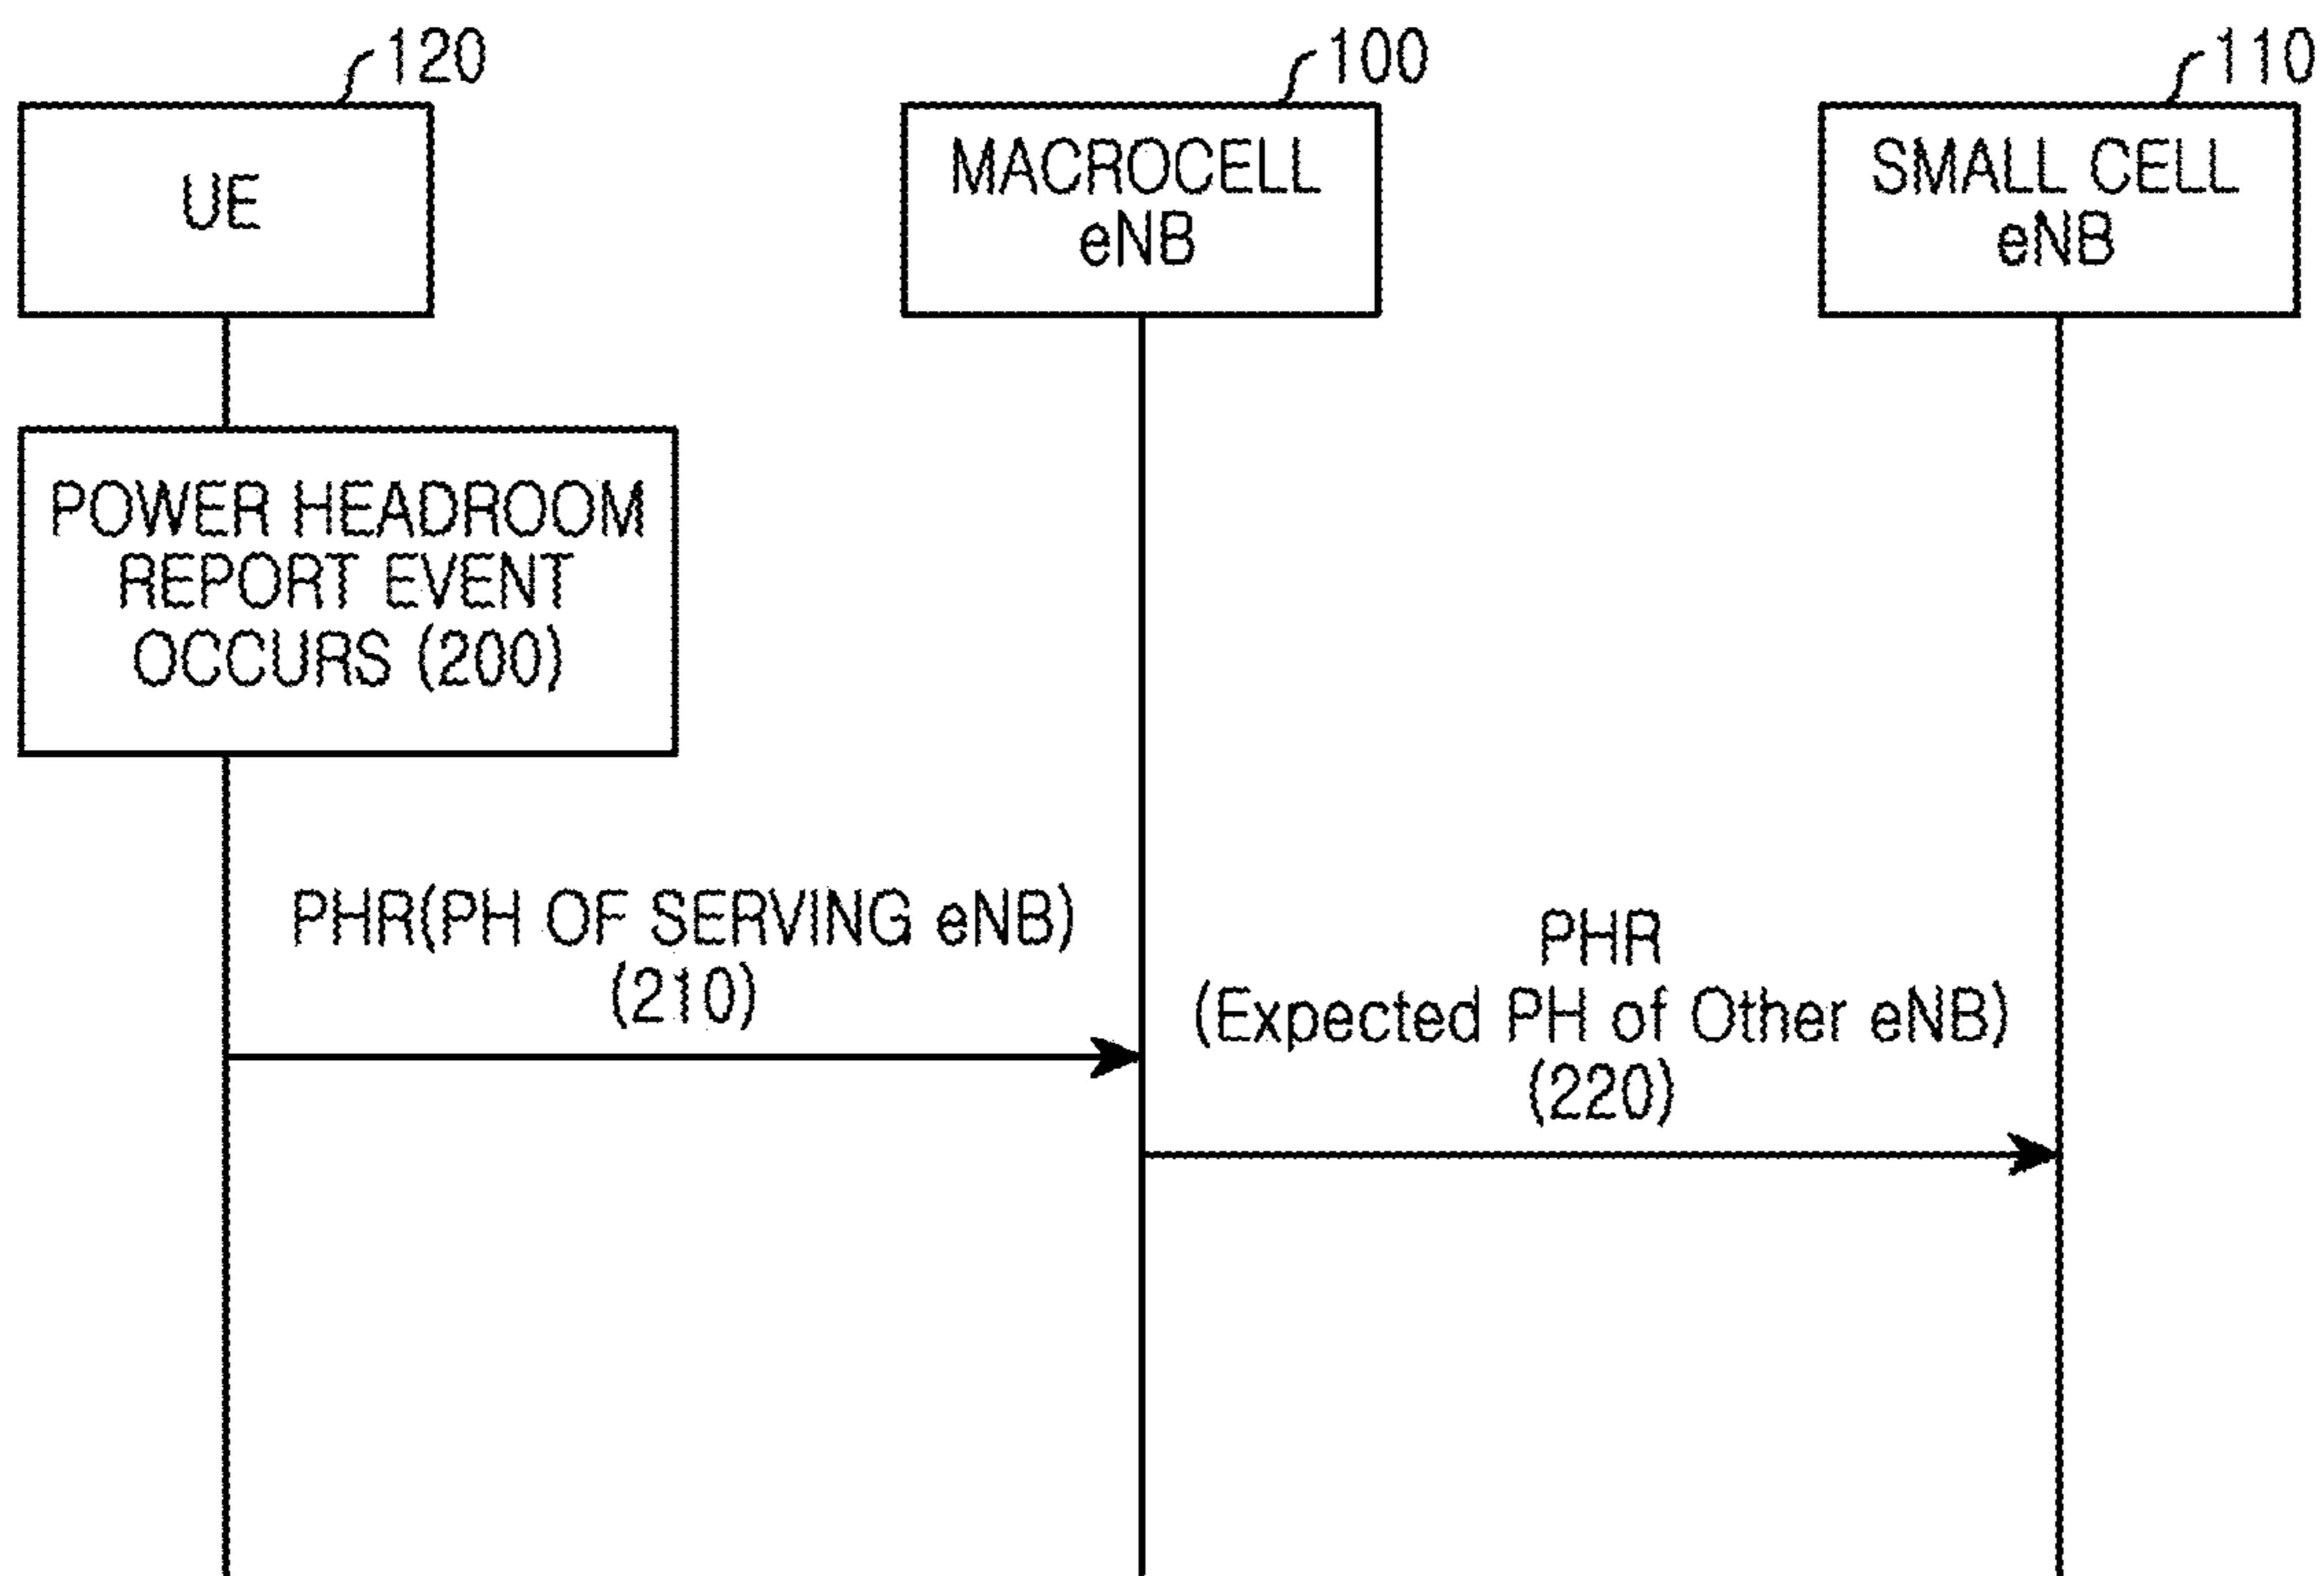 120
100
110
UE
MACROCELL
eNB
SMALL CELL
eNB
POWER HEADROOM
REPORT EVENT
OCCURS (200)
PHR(PH OF SERVING eNB)
(210)
PHR
(Expected PH of Other eNB)
(220)